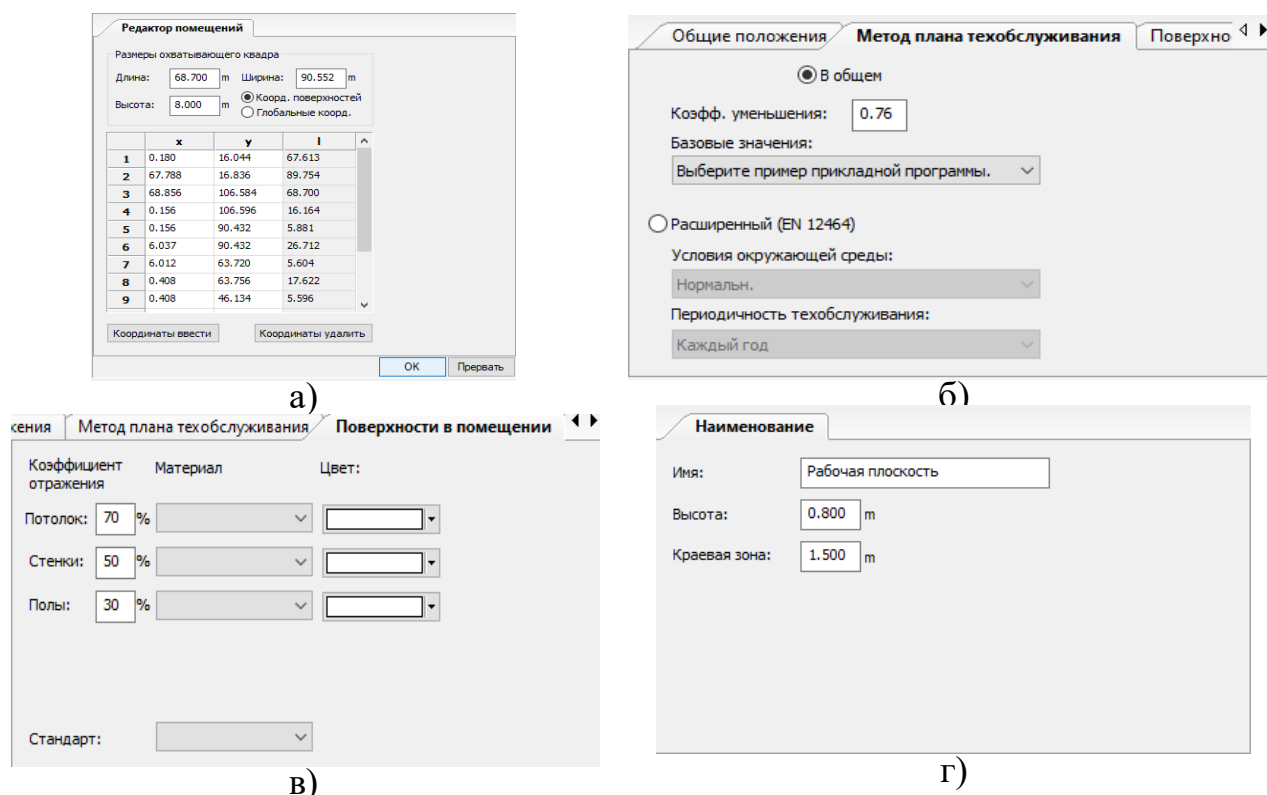 Редактор помещений
Размеры охватывающего квадра
Длина: 68.700 m Ширина: 90.552 m
Высота: 8.000 m Коорд. поверхностей
Глобальные коорд.
x y l
1 0.180 16.044 67.613
2 67.788 16.836 89.754
3 68.856 106.584 68.700
4 0.156 106.596 16.164
5 0.156 90.432 5.881
6 6.037 90.432 26.712
7 6.012 63.720 5.604
8 0.408 63.756 17.622
9 0.408 46.134 5.596
Координаты ввести Координаты удалить
OK Прервать
а)
Общие положения Метод плана техобслуживания Поверхно
В общем
Коэфф. уменьшения: 0.76
Базовые значения:
Выберите пример прикладной программы.
Расширенный (EN 12464)
Условия окружающей среды:
Нормальн.
Периодичность техобслуживания:
Каждый год
б)
жения Метод плана техобслуживания Поверхности в помещении
Коэффициент отражения Материал Цвет:
Потолок: 70 %
Стенки: 50 %
Полы: 30 %
Стандарт:
в)
Наименование
Имя: Рабочая плоскость
Высота: 0.800 m
Краевая зона: 1.500 m
г)